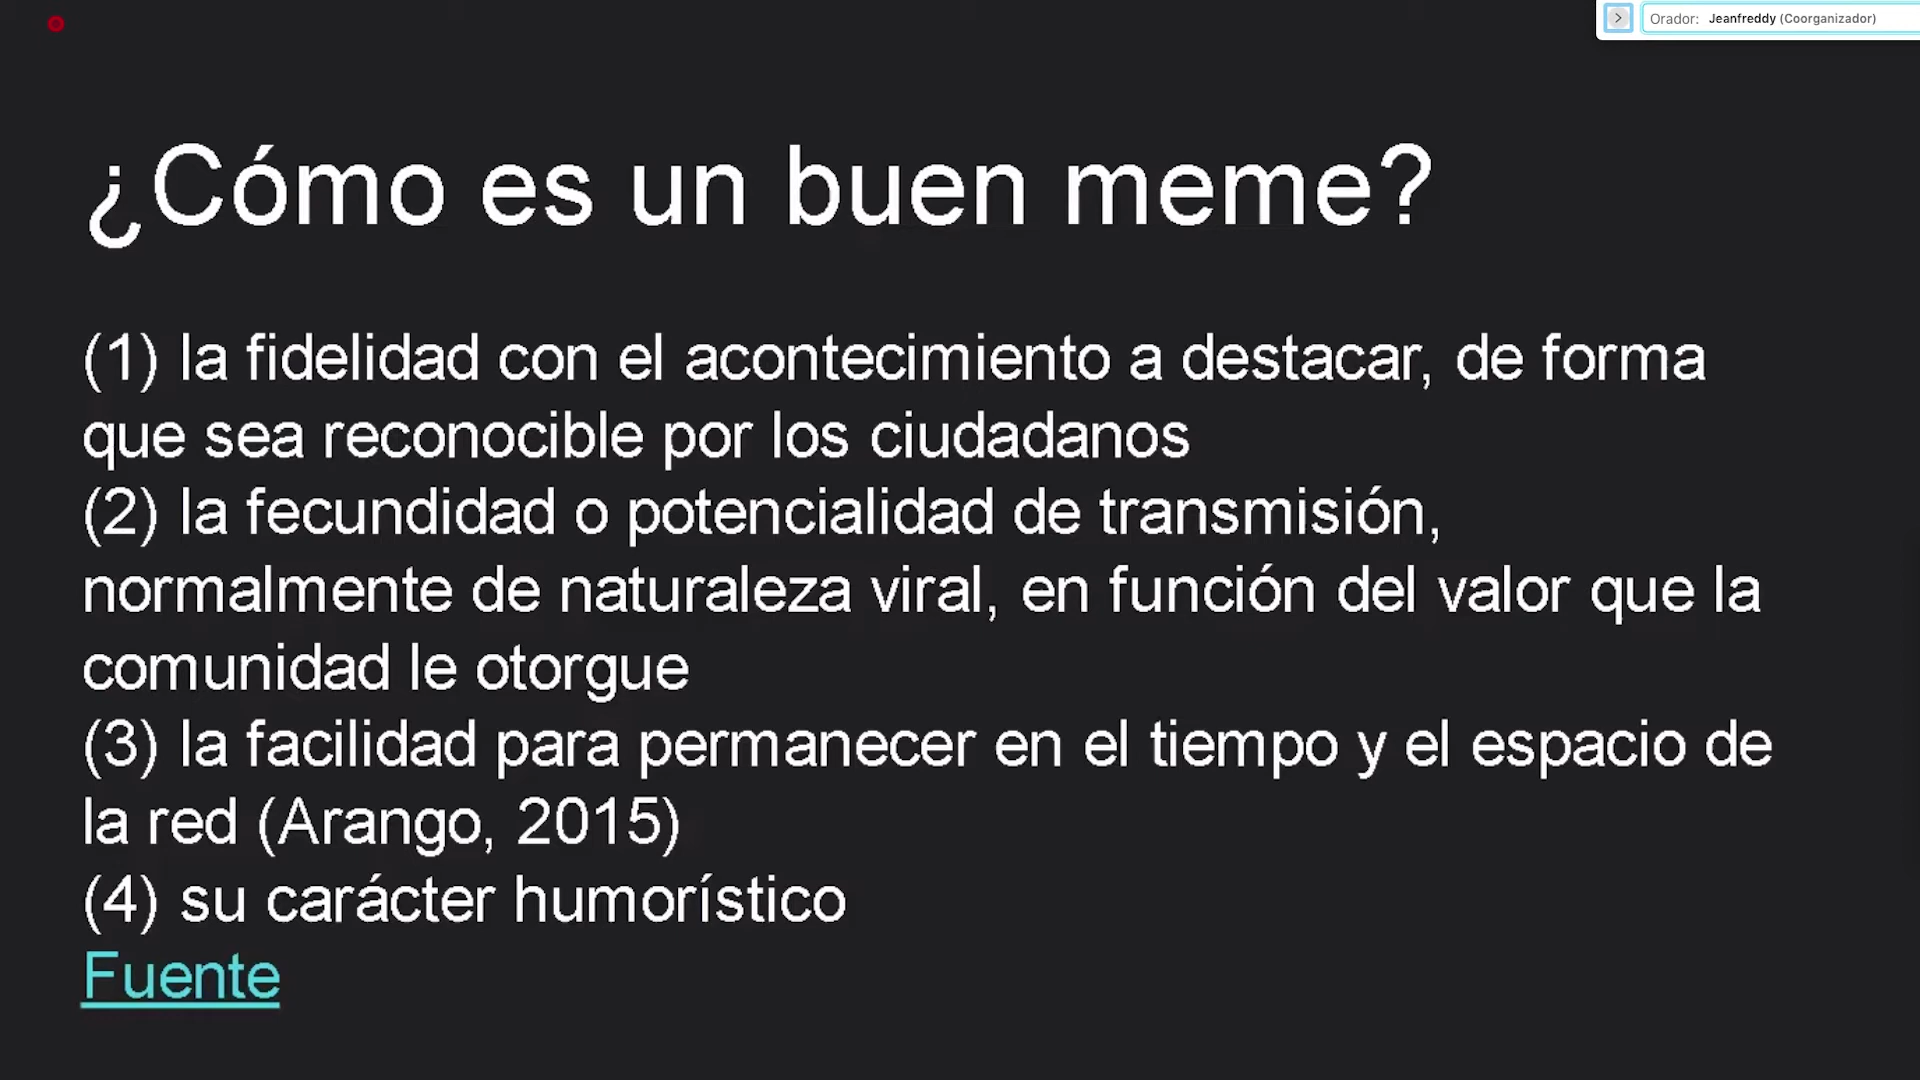 Orador: Jeanfreddy (Coorganizador)
¿Cómo es un buen meme?
(1) la fidelidad con el acontecimiento a destacar, de forma
que sea reconocible por los ciudadanos
(2) la fecundidad o potencialidad de transmisión,
normalmente de naturaleza viral, en función del valor que la
comunidad le otorgue
(3) la facilidad para permanecer en el tiempo y el espacio de
la red (Arango, 2015)
(4) su carácter humorístico
Fuente